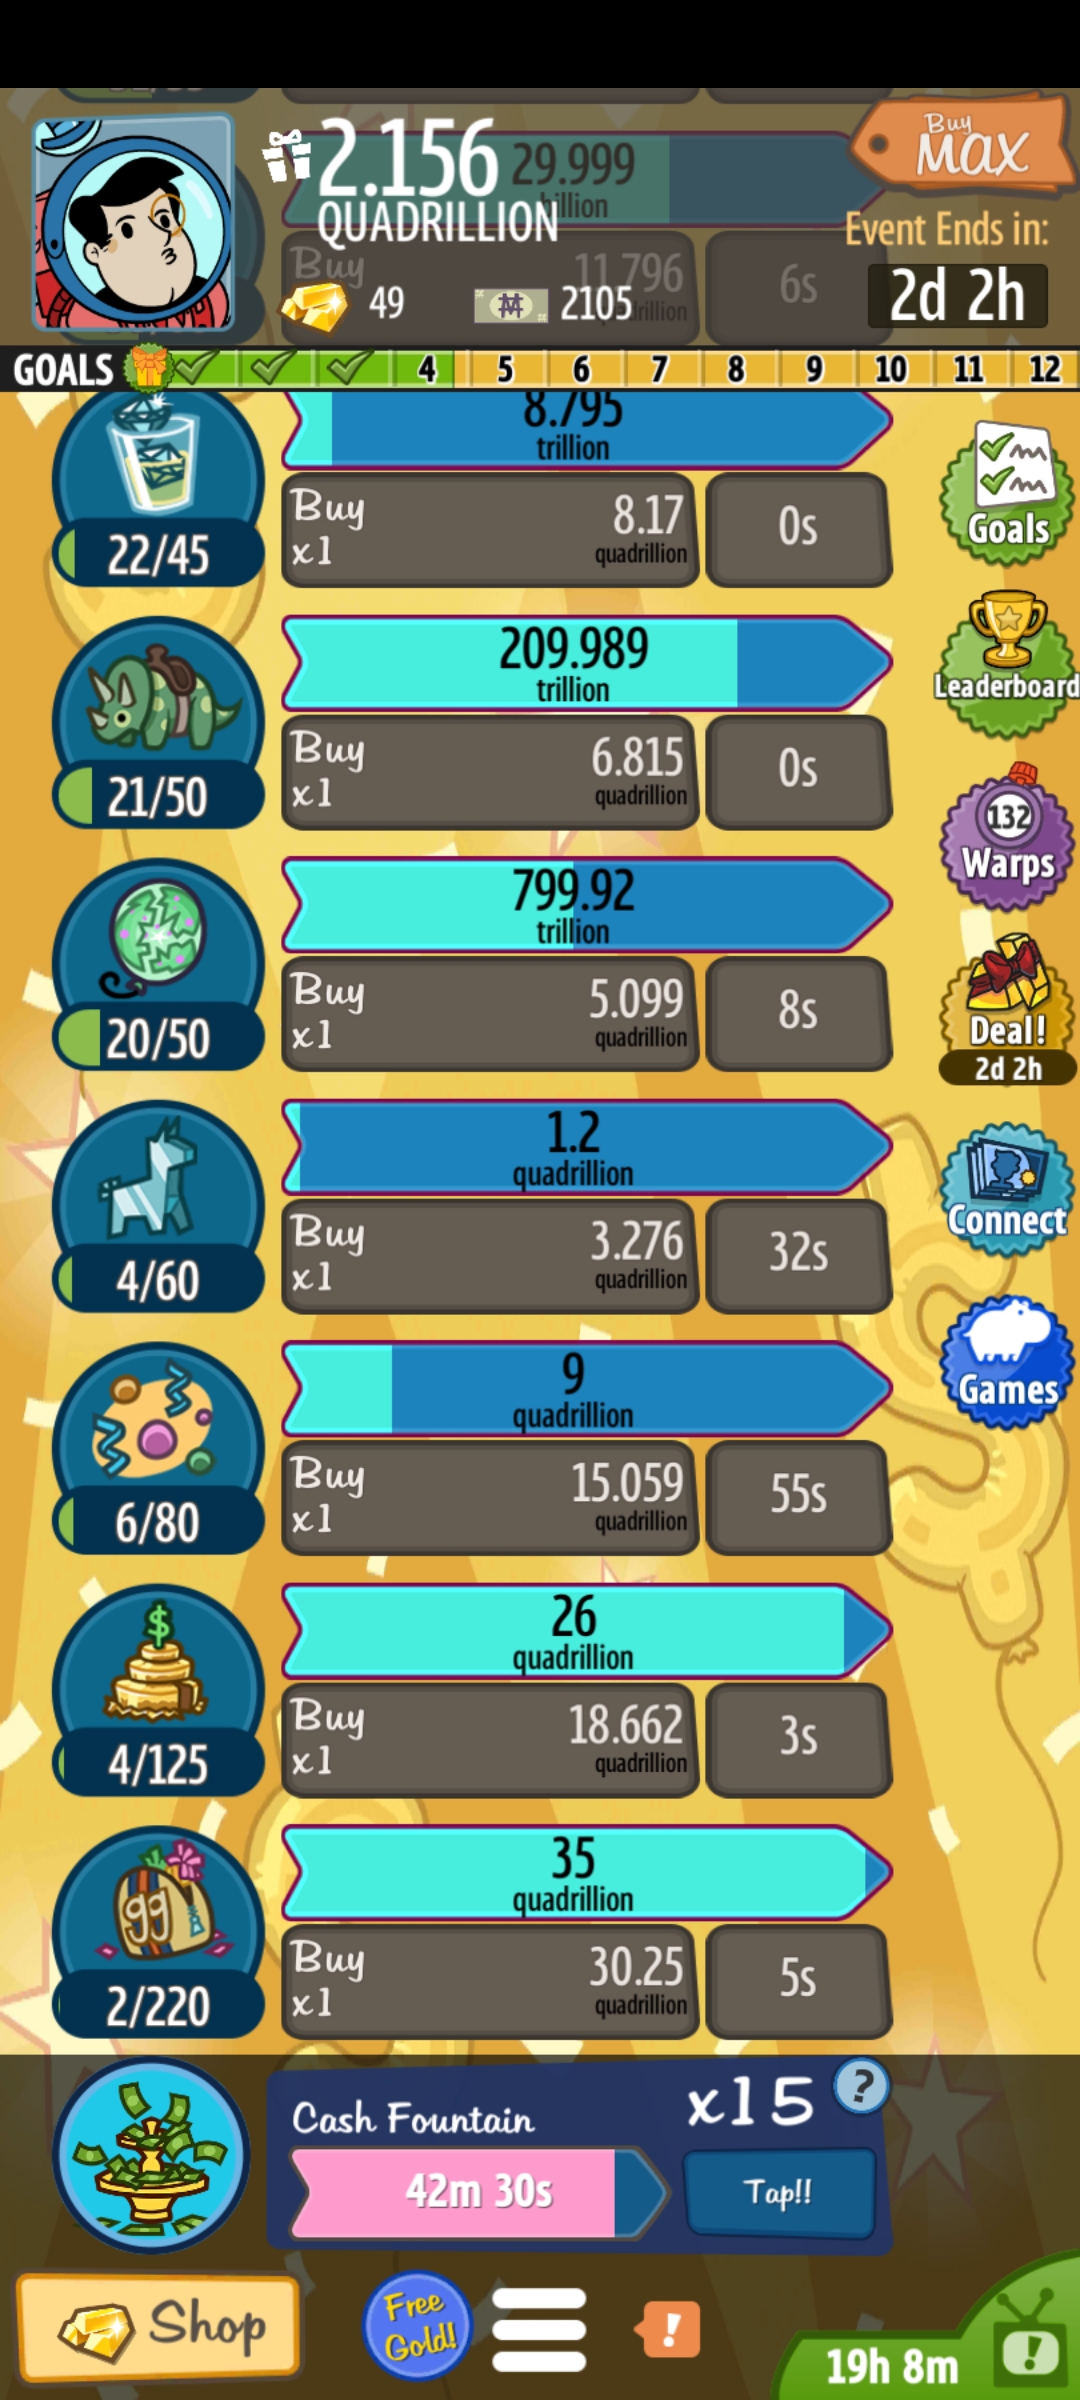 2.156
QUADRILLION
29.999
billion
Buy
MAX
Event Ends in:
2d 2h
Buy
11.796
6s
49
2105
GOALS 4 5 6 7 8 9 10 11 12
8.795
trillion
Buy
x1
8.17
quadrillion
0s
22/45
Goals
209.989
trillion
Buy
x1
6.815
quadrillion
0s
21/50
Leaderboard
132
Warps
799.92
trillion
Buy
x1
5.099
quadrillion
8s
20/50
Deal!
2d 2h
1.2
quadrillion
Buy
x1
3.276
quadrillion
32s
4/60
Connect
9
quadrillion
Buy
x1
15.059
quadrillion
55s
6/80
Games
$
26
quadrillion
Buy
x1
18.662
quadrillion
3s
4/125
gg
35
quadrillion
Buy
x1
30.25
quadrillion
5s
2/220
Cash Fountain
x15
?
42m 30s
Tap!!
Shop
Free
Gold!
!
19h 8m
!